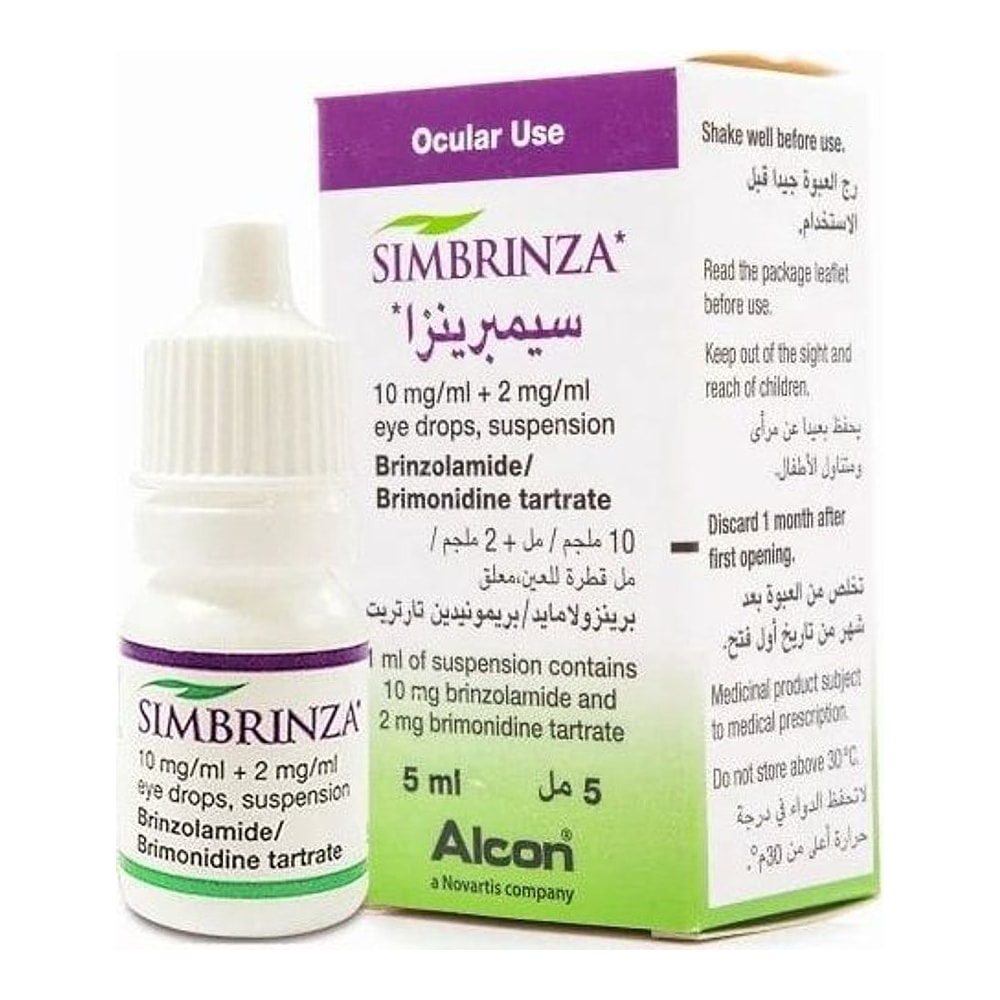 Ocular Use
SIMBRINZA*
سيمبرينزا*
10 mg/ml + 2 mg/ml
eye drops, suspension
Brinzolamide/
Brimonidine tartrate
10 ملجم / مل + 2 ملجم /
مل قطرة للعين،معلق
برينزولامايد/بريمونيدين تارتريت
1 ml of suspension contains
10 mg brinzolamide and
2 mg brimonidine tartrate
5 ml 5 مل
Alcon®
a Novartis company
Shake well before use.
رج العبوة جيدا قبل
الاستخدام.
Read the package leaflet
before use.
Keep out of the sight and
reach of children.
يحفظ بعيدا عن مرأى
ومتناول الأطفال.
Discard 1 month after
first opening.
تخلص من العبوة بعد
شهر من تاريخ أول فتح.
Medicinal product subject
to medical prescription.
Do not store above 30°C.
لاتحفظ الدواء في درجة
حرارة أعلى من 30م°.
SIMBRINZA*
10 mg/ml + 2 mg/ml
eye drops, suspension
Brinzolamide/
Brimonidine tartrate